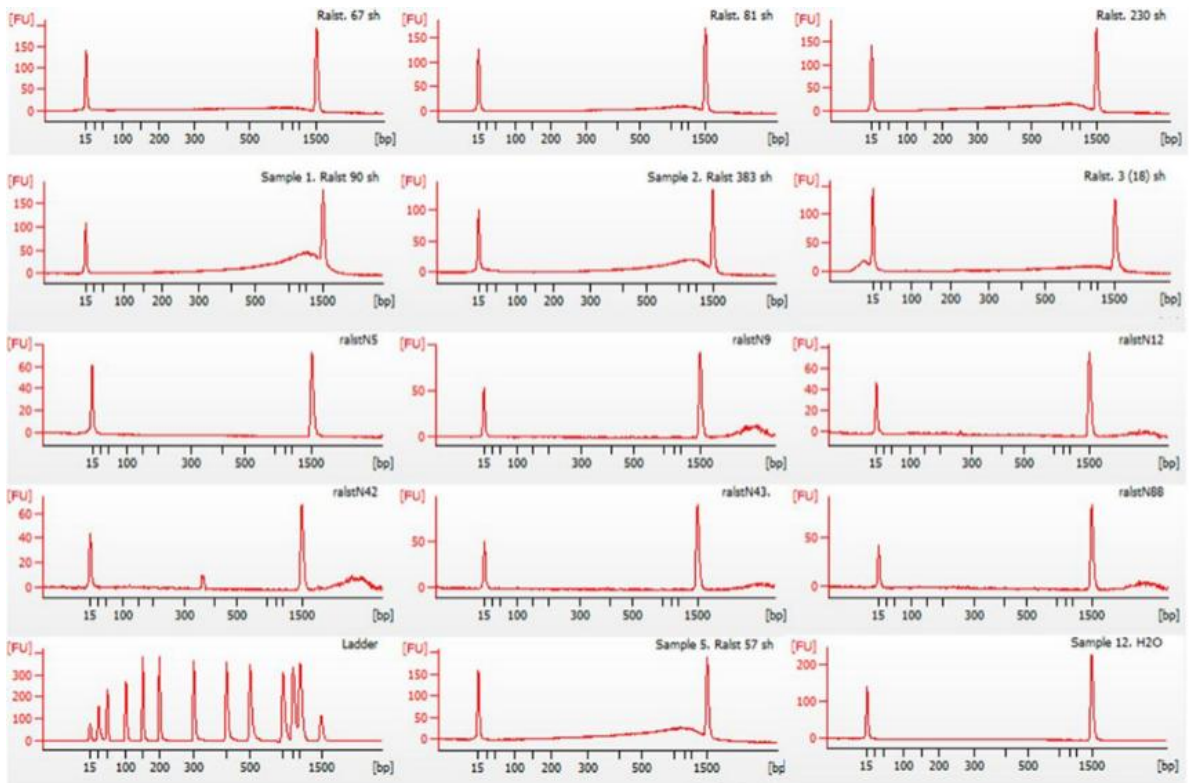 [FU] Ralst. 67 sh
150
100
50
0
15 100 200 300 500 1500 [bp]
[FU] Ralst. 81 sh
150
100
50
0
15 100 200 300 500 1500 [bp]
[FU] Ralst. 230 sh
150
100
50
0
15 100 200 300 500 1500 [bp]
[FU] Sample 1. Ralst 90 sh
150
100
50
0
15 100 200 300 500 1500 [bp]
[FU] Sample 2. Ralst 383 sh
100
50
0
15 100 200 300 500 1500 [bp]
[FU] Ralst. 3 (18) sh
100
50
0
15 100 200 300 500 1500 [bp]
[FU] ralstN5
60
40
20
0
15 100 300 500 1500 [bp]
[FU] ralstN9
50
0
15 100 300 500 1500 [bp]
[FU] ralstN12
60
40
20
0
15 100 300 500 1500 [bp]
[FU] ralstN42
60
40
20
0
15 100 300 500 1500 [bp]
[FU] ralstN43.
50
0
15 100 300 500 1500 [bp]
[FU] ralstN88
50
0
15 100 300 500 1500 [bp]
[FU] Ladder
300
200
100
0
15 100 200 300 500 1500 [bp]
[FU] Sample 5. Ralst 57 sh
150
100
50
0
15 100 200 300 500 1500 [bp
[FU] Sample 12. H2O
200
100
0
15 100 200 300 500 1500 [bp]